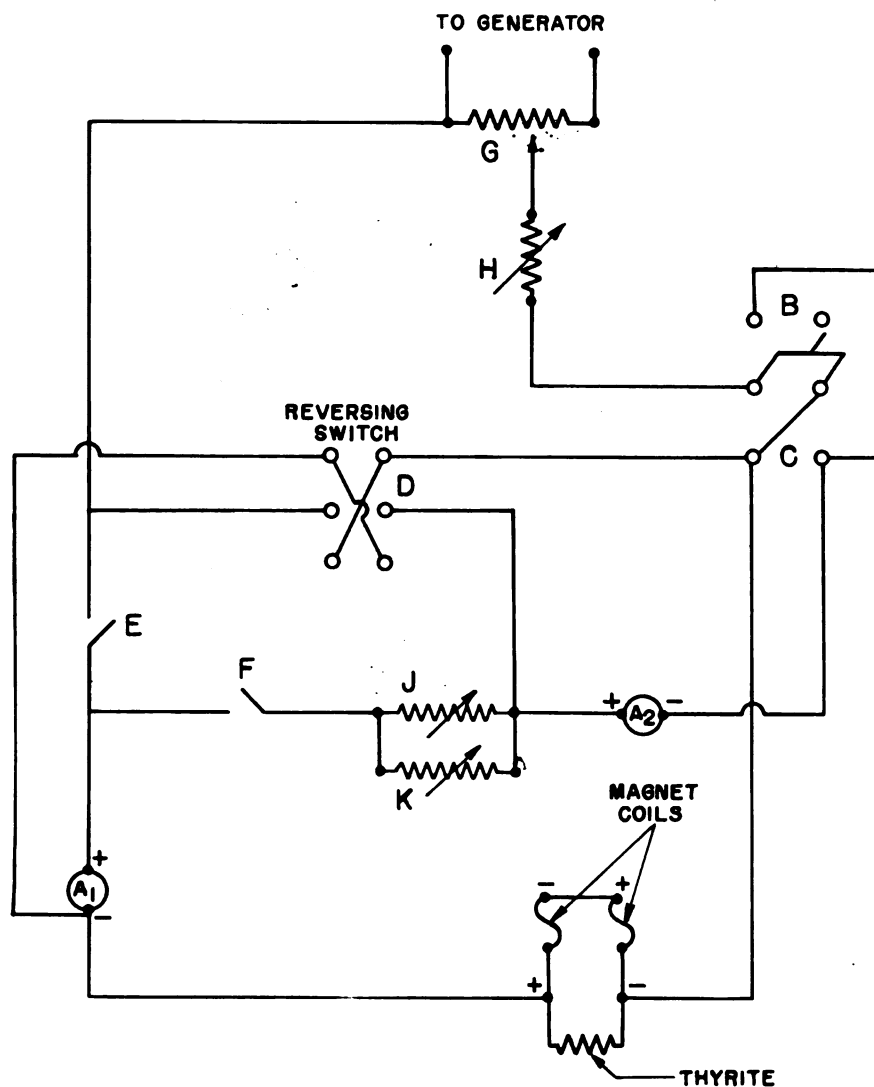 TO GENERATOR
G
H
B
REVERSING
SWITCH
D
C
E
F
J
+ A2 -
K
MAGNET
COILS
+
A1
-
- +
+ -
THYRITE